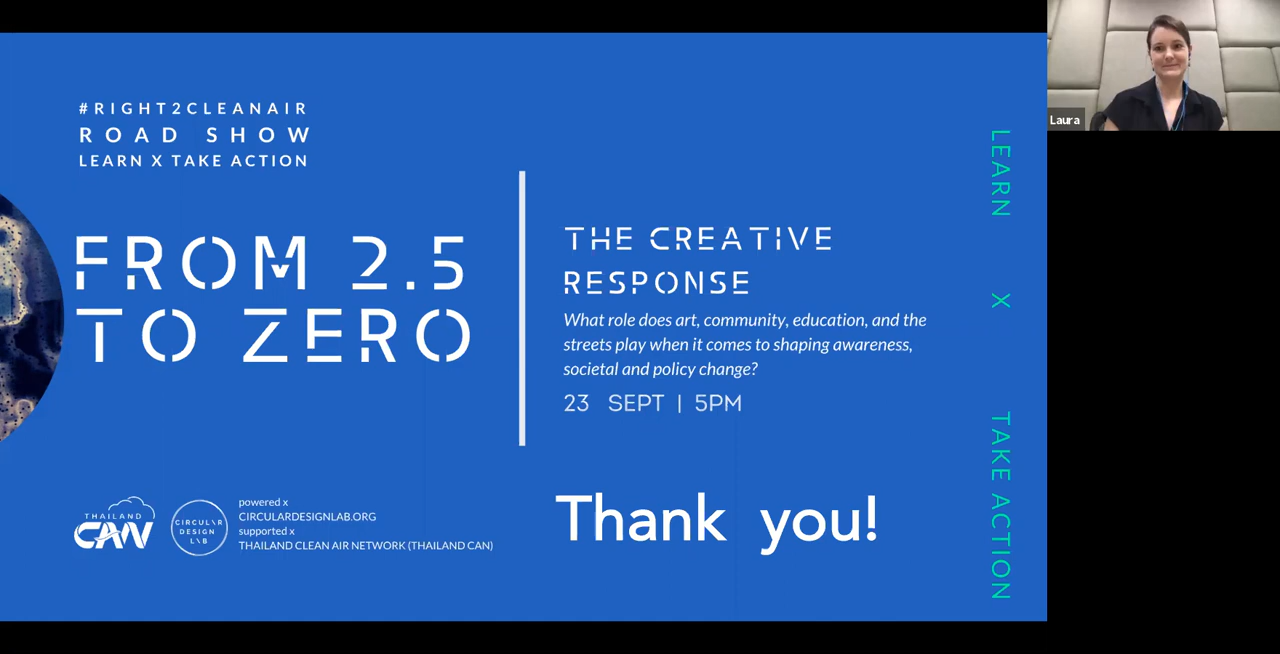 #RIGHT2CLEANAIR
ROAD SHOW
LEARN X TAKE ACTION
FROM 2.5
TO ZERO
THE CREATIVE
RESPONSE
What role does art, community, education, and the
streets play when it comes to shaping awareness,
societal and policy change?
23 SEPT | 5PM
THAILAND
CAN
CIRCULAR
DESIGN
LAB
powered x
CIRCULARDESIGNLAB.ORG
supported x
THAILAND CLEAN AIR NETWORK (THAILAND CAN)
Thank you!
LEARN X TAKE ACTION
Laura